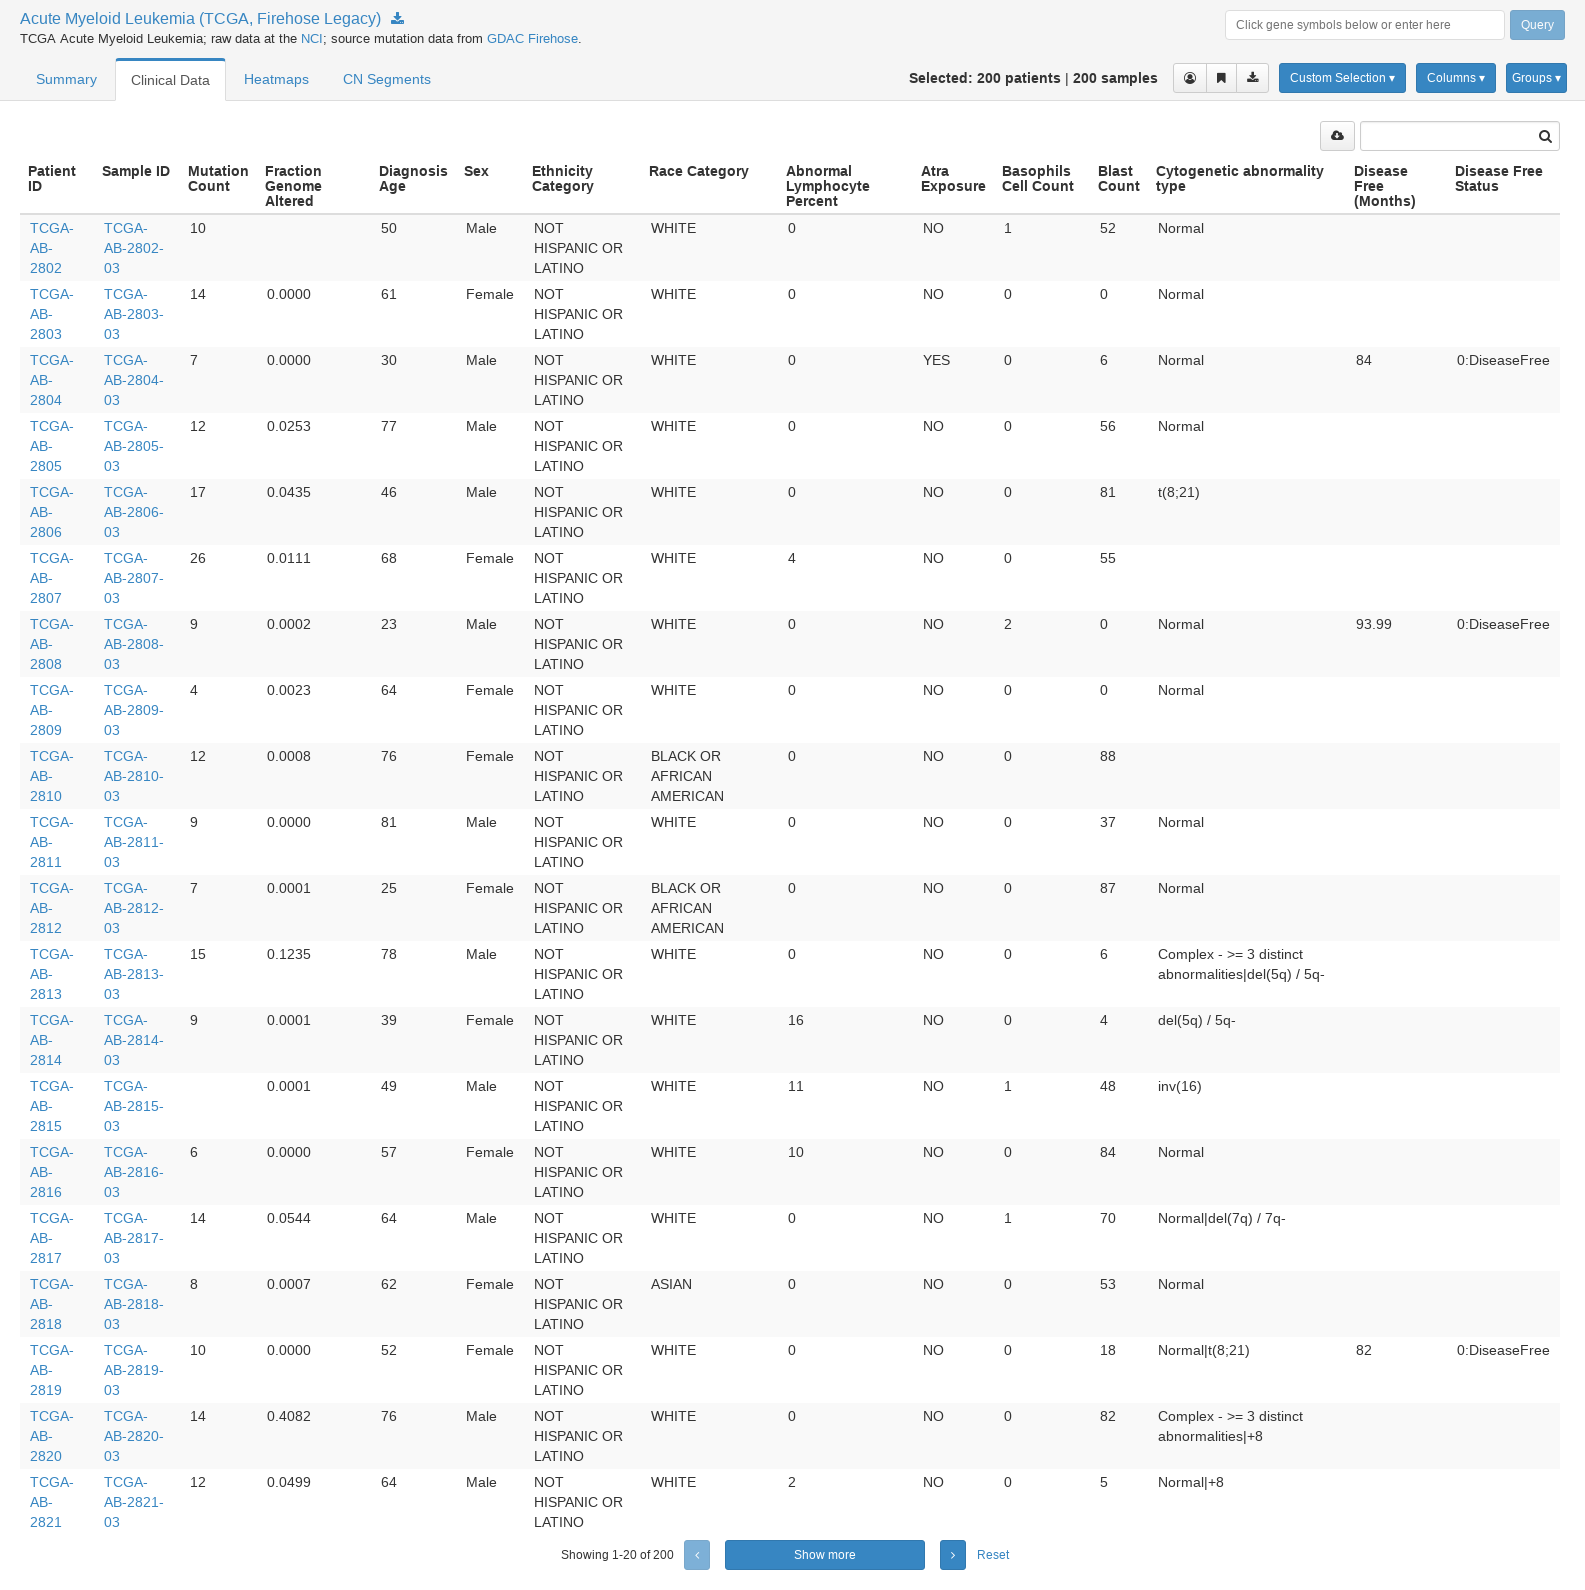 Acute Myeloid Leukemia (TCGA, Firehose Legacy)
TCGA Acute Myeloid Leukemia; raw data at the NCI; source mutation data from GDAC Firehose.
Click gene symbols below or enter here
Query
Summary
Clinical Data
Heatmaps
CN Segments
Selected: 200 patients | 200 samples
Custom Selection ▾
Columns ▾
Groups ▾
Patient ID | Sample ID | Mutation Count | Fraction Genome Altered | Diagnosis Age | Sex | Ethnicity Category | Race Category | Abnormal Lymphocyte Percent | Atra Exposure | Basophils Cell Count | Blast Count | Cytogenetic abnormality type | Disease Free (Months) | Disease Free Status
TCGA-AB-2802 TCGA-AB-2802-03 10 50 Male NOT HISPANIC OR LATINO WHITE 0 NO 1 52 Normal
TCGA-AB-2803 TCGA-AB-2803-03 14 0.0000 61 Female NOT HISPANIC OR LATINO WHITE 0 NO 0 0 Normal
TCGA-AB-2804 TCGA-AB-2804-03 7 0.0000 30 Male NOT HISPANIC OR LATINO WHITE 0 YES 0 6 Normal 84 0:DiseaseFree
TCGA-AB-2805 TCGA-AB-2805-03 12 0.0253 77 Male NOT HISPANIC OR LATINO WHITE 0 NO 0 56 Normal
TCGA-AB-2806 TCGA-AB-2806-03 17 0.0435 46 Male NOT HISPANIC OR LATINO WHITE 0 NO 0 81 t(8;21)
TCGA-AB-2807 TCGA-AB-2807-03 26 0.0111 68 Female NOT HISPANIC OR LATINO WHITE 4 NO 0 55
TCGA-AB-2808 TCGA-AB-2808-03 9 0.0002 23 Male NOT HISPANIC OR LATINO WHITE 0 NO 2 0 Normal 93.99 0:DiseaseFree
TCGA-AB-2809 TCGA-AB-2809-03 4 0.0023 64 Female NOT HISPANIC OR LATINO WHITE 0 NO 0 0 Normal
TCGA-AB-2810 TCGA-AB-2810-03 12 0.0008 76 Female NOT HISPANIC OR LATINO BLACK OR AFRICAN AMERICAN 0 NO 0 88
TCGA-AB-2811 TCGA-AB-2811-03 9 0.0000 81 Male NOT HISPANIC OR LATINO WHITE 0 NO 0 37 Normal
TCGA-AB-2812 TCGA-AB-2812-03 7 0.0001 25 Female NOT HISPANIC OR LATINO BLACK OR AFRICAN AMERICAN 0 NO 0 87 Normal
TCGA-AB-2813 TCGA-AB-2813-03 15 0.1235 78 Male NOT HISPANIC OR LATINO WHITE 0 NO 0 6 Complex - >= 3 distinct abnormalities|del(5q) / 5q-
TCGA-AB-2814 TCGA-AB-2814-03 9 0.0001 39 Female NOT HISPANIC OR LATINO WHITE 16 NO 0 4 del(5q) / 5q-
TCGA-AB-2815 TCGA-AB-2815-03 0.0001 49 Male NOT HISPANIC OR LATINO WHITE 11 NO 1 48 inv(16)
TCGA-AB-2816 TCGA-AB-2816-03 6 0.0000 57 Female NOT HISPANIC OR LATINO WHITE 10 NO 0 84 Normal
TCGA-AB-2817 TCGA-AB-2817-03 14 0.0544 64 Male NOT HISPANIC OR LATINO WHITE 0 NO 1 70 Normal|del(7q) / 7q-
TCGA-AB-2818 TCGA-AB-2818-03 8 0.0007 62 Female NOT HISPANIC OR LATINO ASIAN 0 NO 0 53 Normal
TCGA-AB-2819 TCGA-AB-2819-03 10 0.0000 52 Female NOT HISPANIC OR LATINO WHITE 0 NO 0 18 Normal|t(8;21) 82 0:DiseaseFree
TCGA-AB-2820 TCGA-AB-2820-03 14 0.4082 76 Male NOT HISPANIC OR LATINO WHITE 0 NO 0 82 Complex - >= 3 distinct abnormalities|+8
TCGA-AB-2821 TCGA-AB-2821-03 12 0.0499 64 Male NOT HISPANIC OR LATINO WHITE 2 NO 0 5 Normal|+8
Showing 1-20 of 200
Show more
Reset